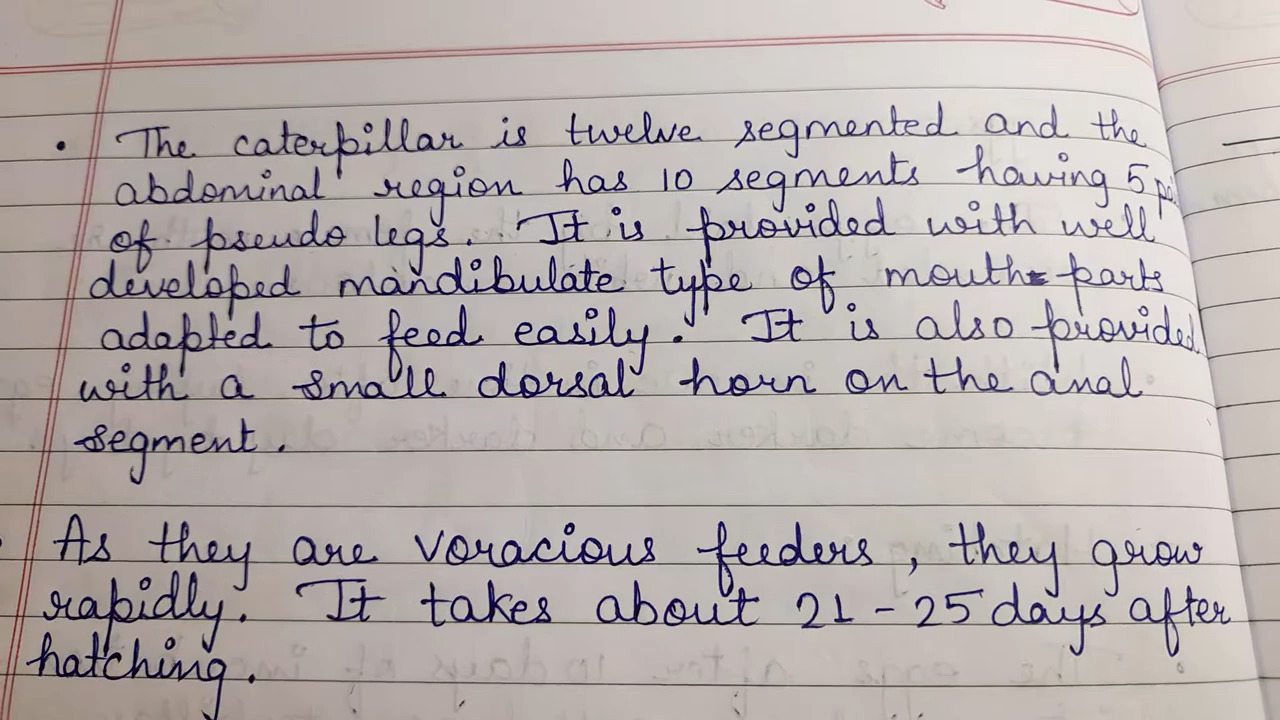 • The caterpillar is twelve segmented and the
abdominal region has 10 segments having 5
of pseudo legs. It is provided with well
developed mandibulate type of mouth parts
adapted to feed easily. It is also provided
with a small dorsal horn on the anal
segment.
As they are voracious feeders, they grow
rapidly. It takes about 21-25 days after
hatching.